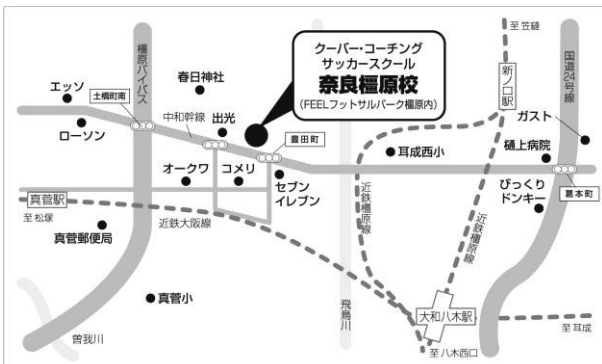 クーバー・コーチング
サッカースクール
奈良橿原校
(FEELフットサルパーク橿原内)
橿原バイパス
エッソ
土橋町南
春日神社
中和幹線
出光
ローソン
豊田町
オークワ
コメリ
セブン
イレブン
真菅駅
至松塚
近鉄大阪線
真菅郵便局
真菅小
曽我川
飛鳥川
耳成西小
近鉄橿原線
近鉄橿原線
至笠縫
新ノ口駅
国道24号線
ガスト
樋上病院
びっくり
ドンキー
葛本町
大和八木駅
至耳成
至八木西口